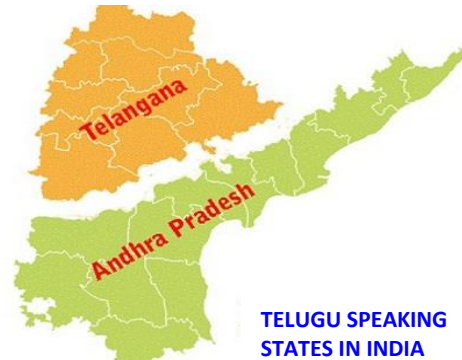 Telangana
Andhra Pradesh
TELUGU SPEAKING
STATES IN INDIA